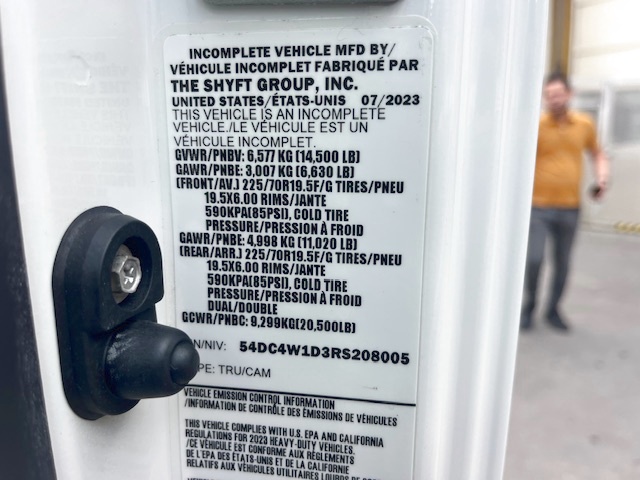 INCOMPLETE VEHICLE MFD BY/
VÉHICULE INCOMPLET FABRIQUÉ PAR
THE SHYFT GROUP, INC.
UNITED STATES/ÉTATS-UNIS 07/2023
THIS VEHICLE IS AN INCOMPLETE
VEHICLE./LE VÉHICULE EST UN
VÉHICULE INCOMPLET.
GVWR/PNBV: 6,577 KG (14,500 LB)
GAWR/PNBE: 3,007 KG (6,630 LB)
(FRONT/AV.) 225/70R19.5F/G TIRES/PNEU
19.5X6.00 RIMS/JANTE
590KPA(85PSI), COLD TIRE
PRESSURE/PRESSION À FROID
GAWR/PNBE: 4,998 KG (11,020 LB)
(REAR/ARR.) 225/70R19.5F/G TIRES/PNEU
19.5X6.00 RIMS/JANTE
590KPA(85PSI), COLD TIRE
PRESSURE/PRESSION À FROID
DUAL/DOUBLE
GCWR/PNBC: 9,299KG(20,500LB)
N/NIV: 54DC4W1D3RS208005
PE: TRU/CAM
VEHICLE EMISSION CONTROL INFORMATION
/INFORMATION DE CONTRÔLE DES ÉMISSIONS DE VÉHICULES
THIS VEHICLE COMPLIES WITH U.S. EPA AND CALIFORNIA
REGULATIONS FOR 2023 HEAVY-DUTY VEHICLES.
/CE VÉHICULE EST CONFORME AUX RÈGLEMENTS
DE L'EPA DES ÉTATS-UNIS ET DE LA CALIFORNIE
RELATIFS AUX VÉHICULES UTILITAIRES LOURDS DE